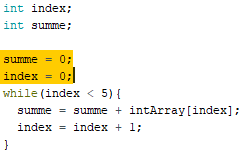 int index;
int summe;
summe = 0;
index = 0;
while(index < 5){
summe = summe + intArray[index];
index = index + 1;
}